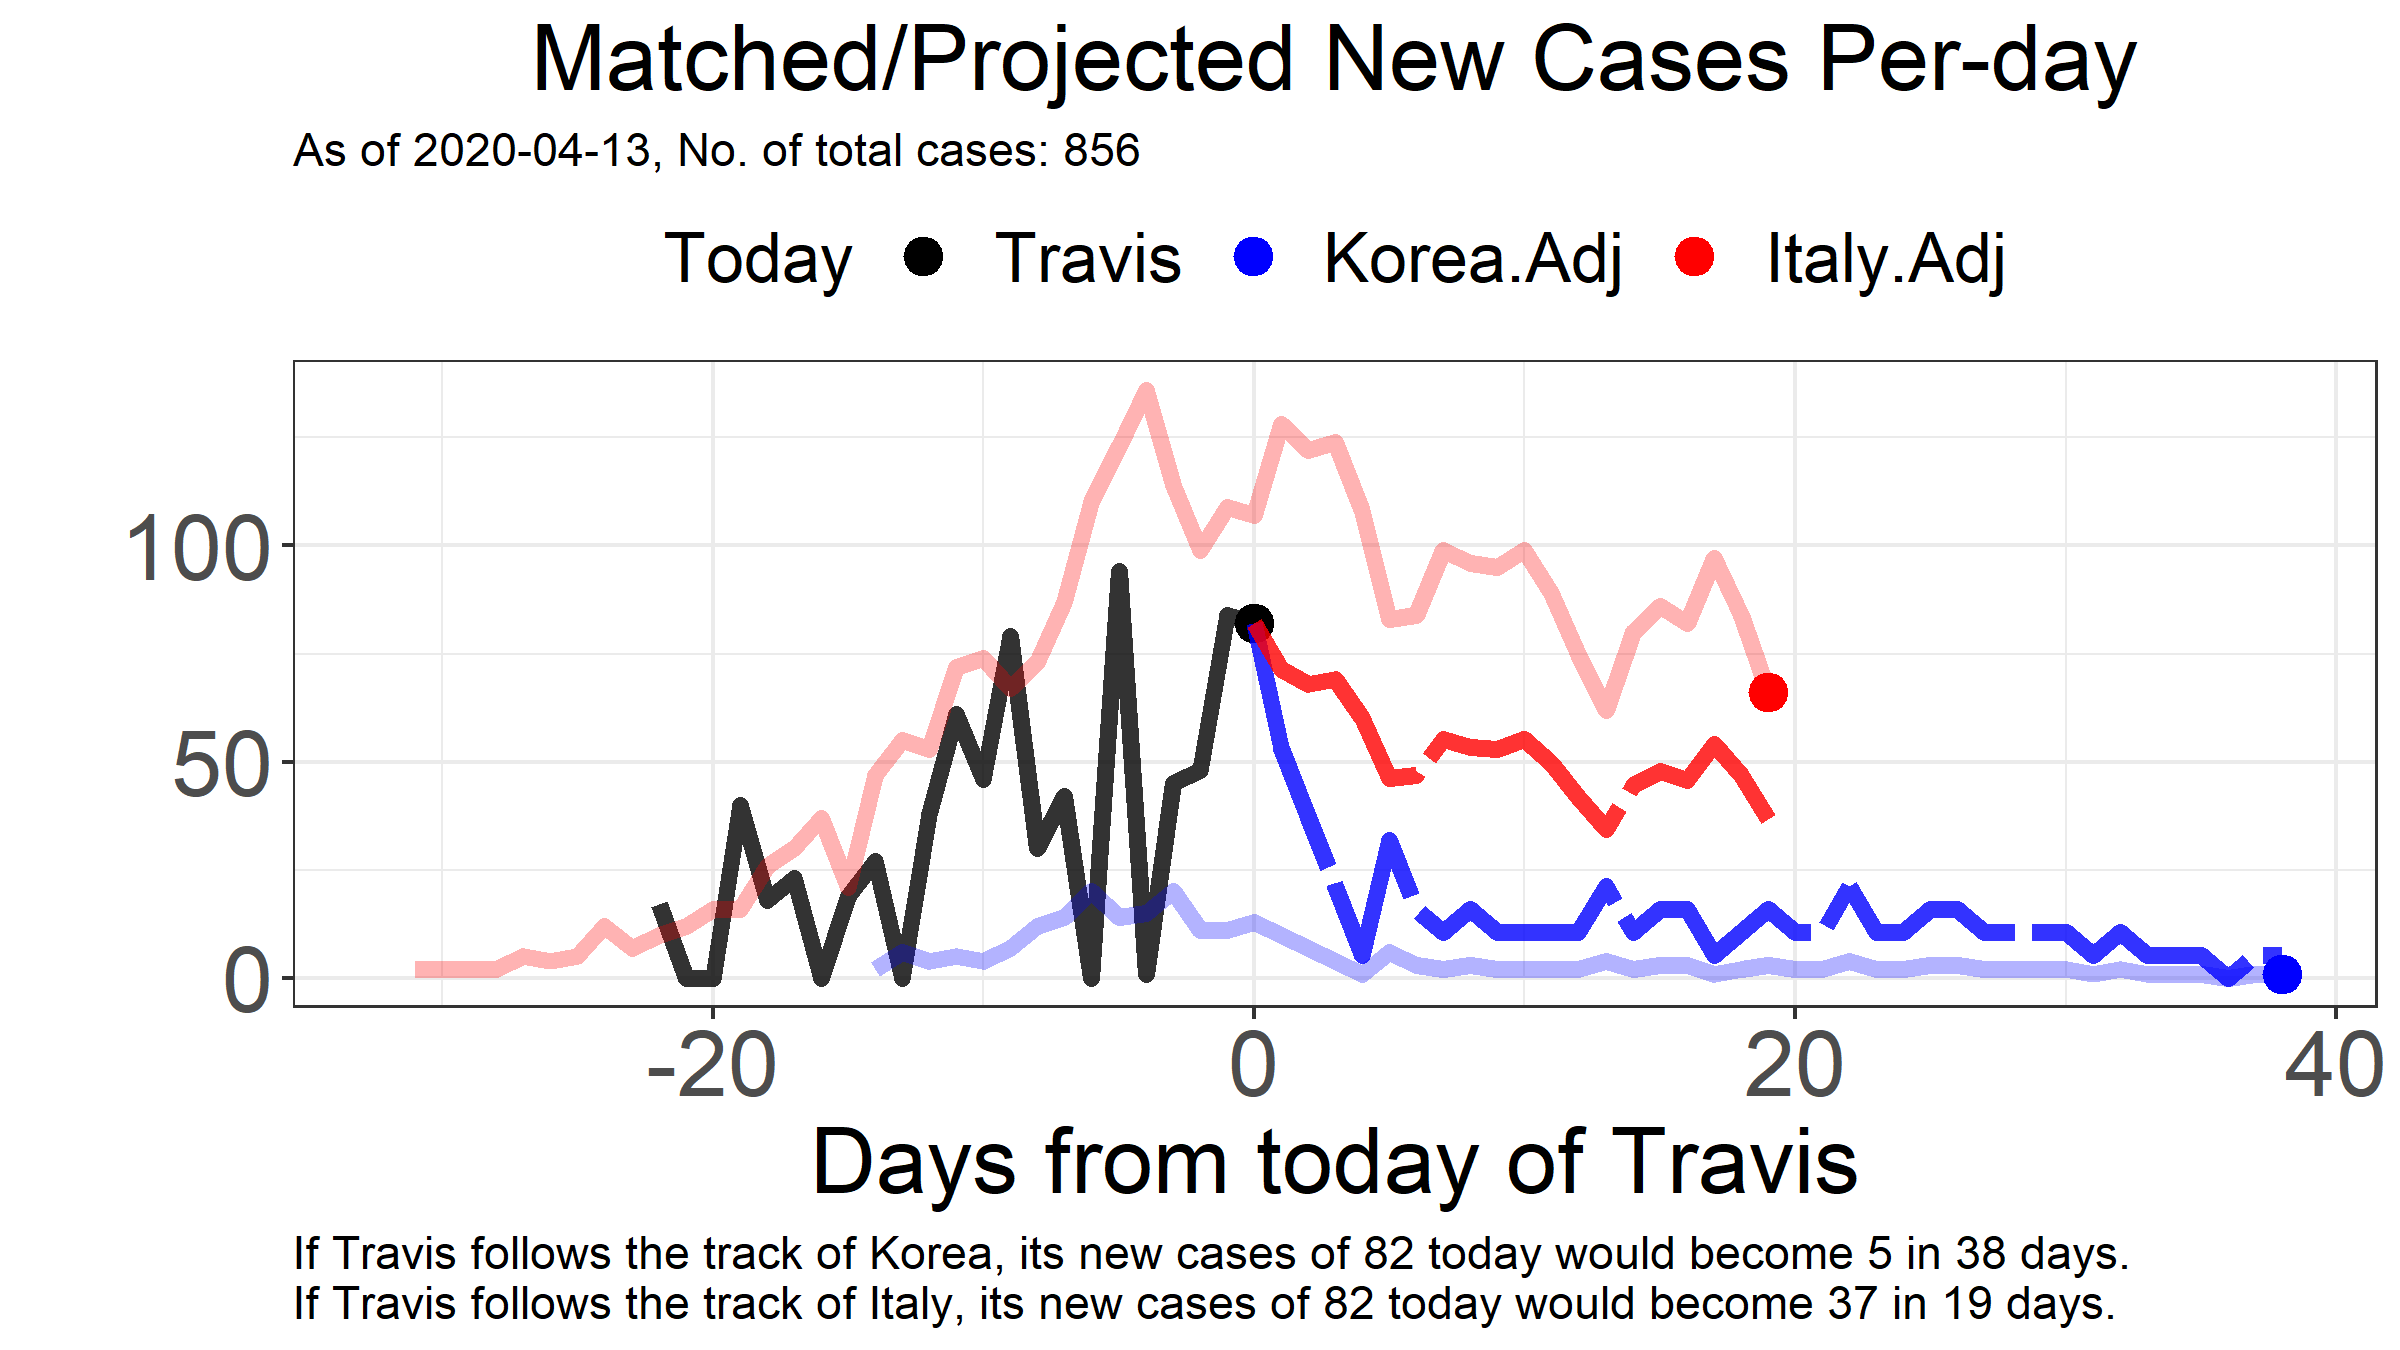 Matched/Projected New Cases Per-day
As of 2020-04-13, No. of total cases: 856
Today Travis Korea.Adj Italy.Adj
100
50
0
-20 0 20 40
Days from today of Travis
If Travis follows the track of Korea, its new cases of 82 today would become 5 in 38 days.
If Travis follows the track of Italy, its new cases of 82 today would become 37 in 19 days.